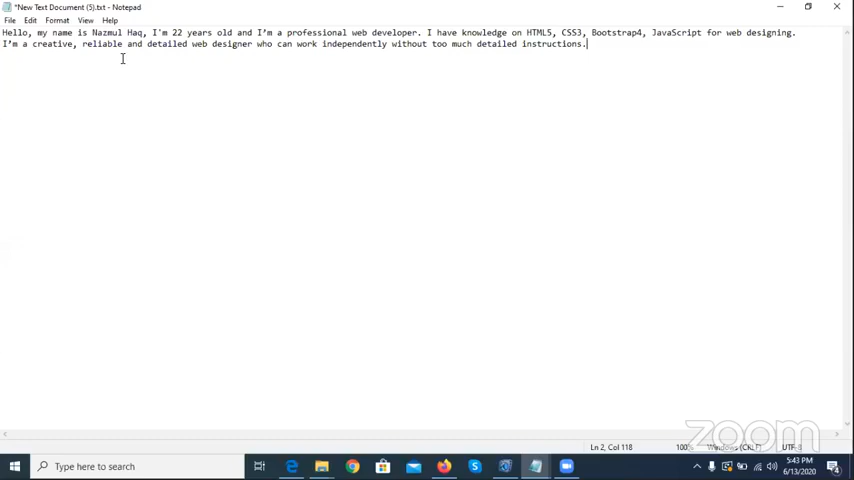 *New Text Document (5).txt - Notepad
File Edit Format View Help
Hello, my name is Nazmul Haq, I'm 22 years old and I’m a professional web developer. I have knowledge on HTML5, CSS3, Bootstrap4, JavaScript for web designing.
I’m a creative, reliable and detailed web designer who can work independently without too much detailed instructions.
zoom
Ln 2, Col 118 100% Windows (CRLF) UTF-8
Type here to search
5:43 PM
6/13/2020
4